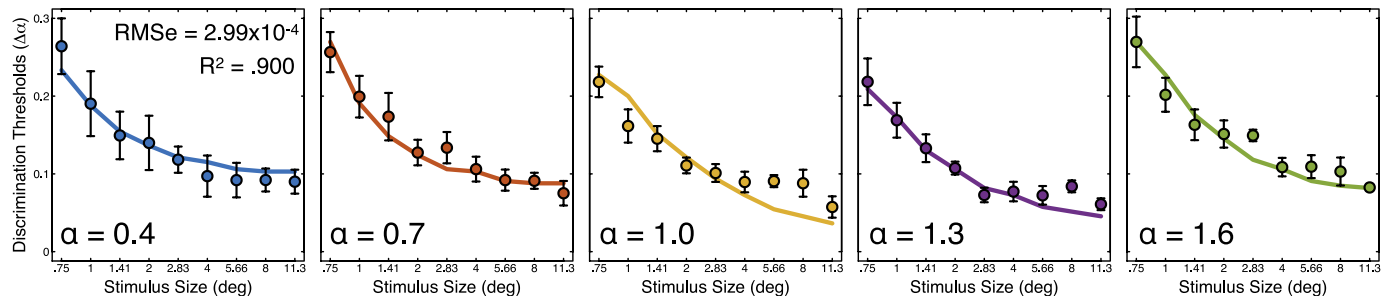 Discrimination Thresholds (Δα)
0,3
0,2
0,1
0
RMSe = 2.99x10-4
R2 = .900
α = 0.4
.75 1 1.41 2 2.83 4 5.66 8 11.3
Stimulus Size (deg)
α = 0.7
.75 1 1.41 2 2.83 4 5.66 8 11.3
Stimulus Size (deg)
α = 1.0
.75 1 1.41 2 2.83 4 5.66 8 11.3
Stimulus Size (deg)
α = 1.3
.75 1 1.41 2 2.83 4 5.66 8 11.3
Stimulus Size (deg)
α = 1.6
.75 1 1.41 2 2.83 4 5.66 8 11.3
Stimulus Size (deg)